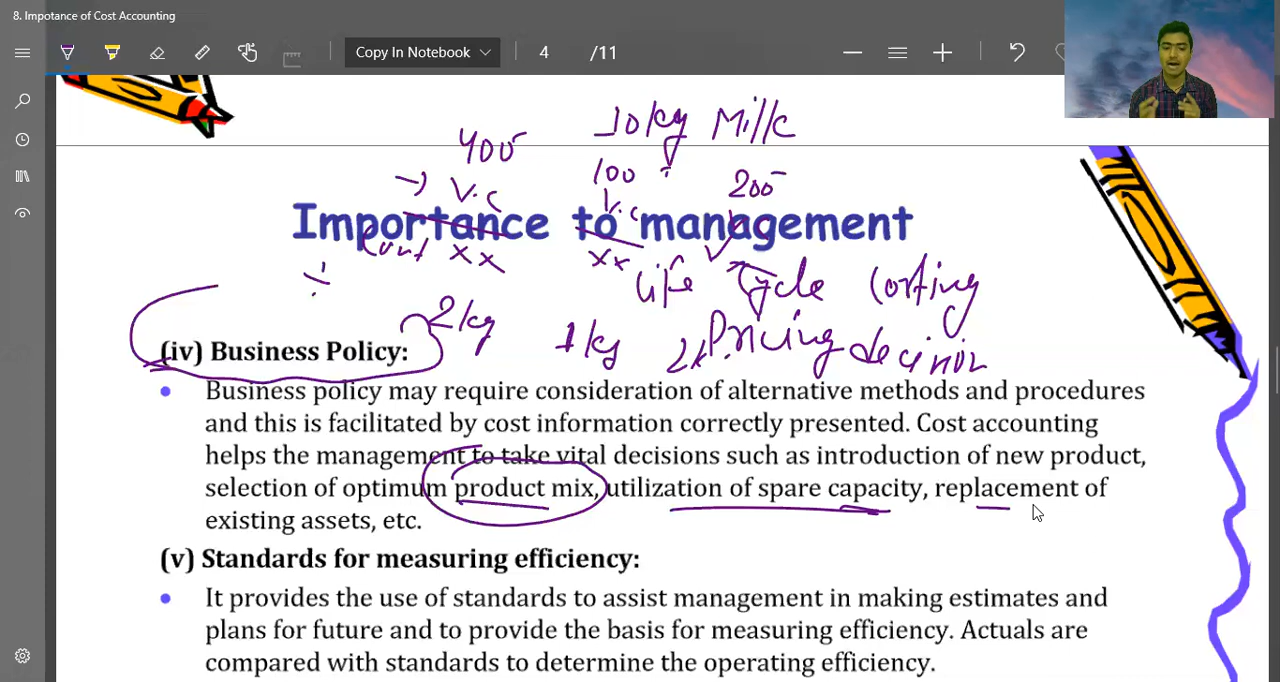 8. Impotance of Cost Accounting
Copy In Notebook 4 /11
10kg Milk
400 100 200
V.C V.C
Importance to management
Cont xx xx
Life Cycle Costing
÷
2kg 1kg 2k Pricing decision
(iv) Business Policy:
• Business policy may require consideration of alternative methods and procedures
and this is facilitated by cost information correctly presented. Cost accounting
helps the management to take vital decisions such as introduction of new product,
selection of optimum product mix, utilization of spare capacity, replacement of
existing assets, etc.
(v) Standards for measuring efficiency:
• It provides the use of standards to assist management in making estimates and
plans for future and to provide the basis for measuring efficiency. Actuals are
compared with standards to determine the operating efficiency.